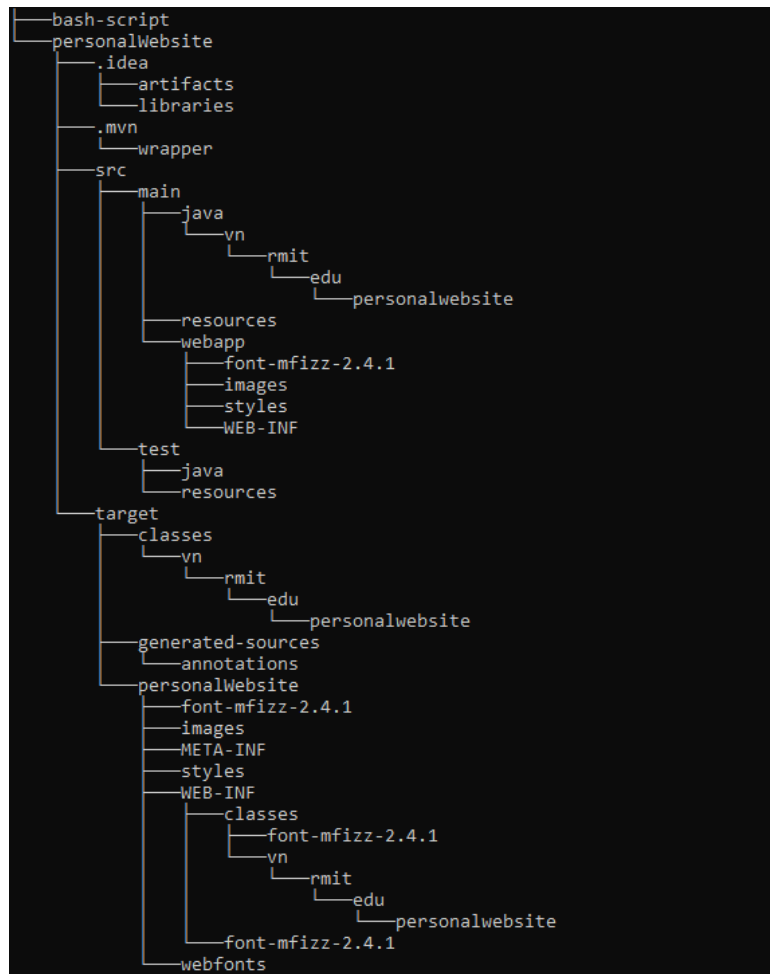 ├───bash-script
└───personalWebsite
    ├───.idea
    │   ├───artifacts
    │   └───libraries
    ├───.mvn
    │   └───wrapper
    ├───src
    │   ├───main
    │   │   ├───java
    │   │   │   └───vn
    │   │   │       └───rmit
    │   │   │           └───edu
    │   │   │               └───personalwebsite
    │   │   ├───resources
    │   │   └───webapp
    │   │       ├───font-mfizz-2.4.1
    │   │       ├───images
    │   │       ├───styles
    │   │       └───WEB-INF
    │   └───test
    │       ├───java
    │       └───resources
    └───target
        ├───classes
        │   └───vn
        │       └───rmit
        │           └───edu
        │               └───personalwebsite
        ├───generated-sources
        │   └───annotations
        └───personalWebsite
            ├───font-mfizz-2.4.1
            ├───images
            ├───META-INF
            ├───styles
            ├───WEB-INF
            │   ├───classes
            │   │   ├───font-mfizz-2.4.1
            │   │   └───vn
            │   │       └───rmit
            │   │           └───edu
            │   │               └───personalwebsite
            │   └───font-mfizz-2.4.1
            └───webfonts